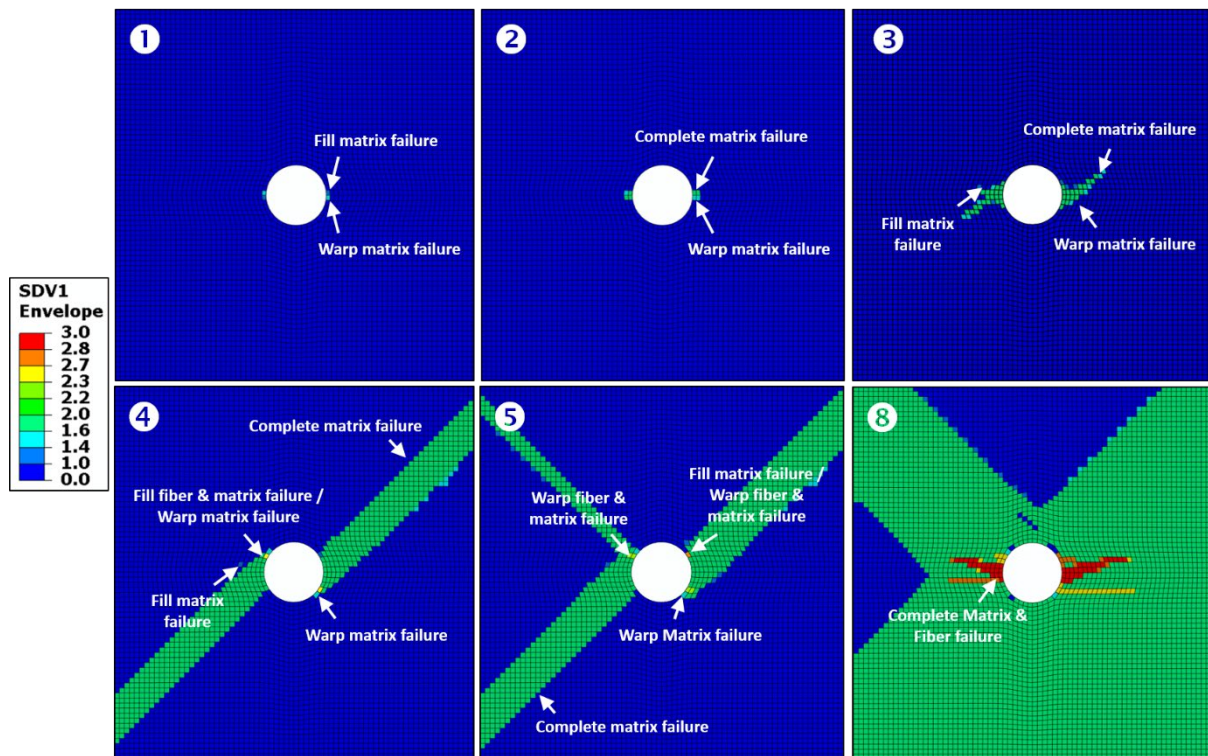 1
Fill matrix failure
Warp matrix failure
2
Complete matrix failure
Warp matrix failure
3
Complete matrix failure
Fill matrix
failure
Warp matrix failure
SDV1
Envelope
3.0
2.8
2.7
2.3
2.2
2.0
1.6
1.4
1.0
0.0
4
Complete matrix failure
Fill fiber & matrix failure /
Warp matrix failure
Fill matrix
failure
Warp matrix failure
5
Fill matrix failure /
Warp fiber &
matrix failure
Warp fiber &
matrix failure
Warp Matrix failure
Complete matrix failure
8
Complete Matrix &
Fiber failure